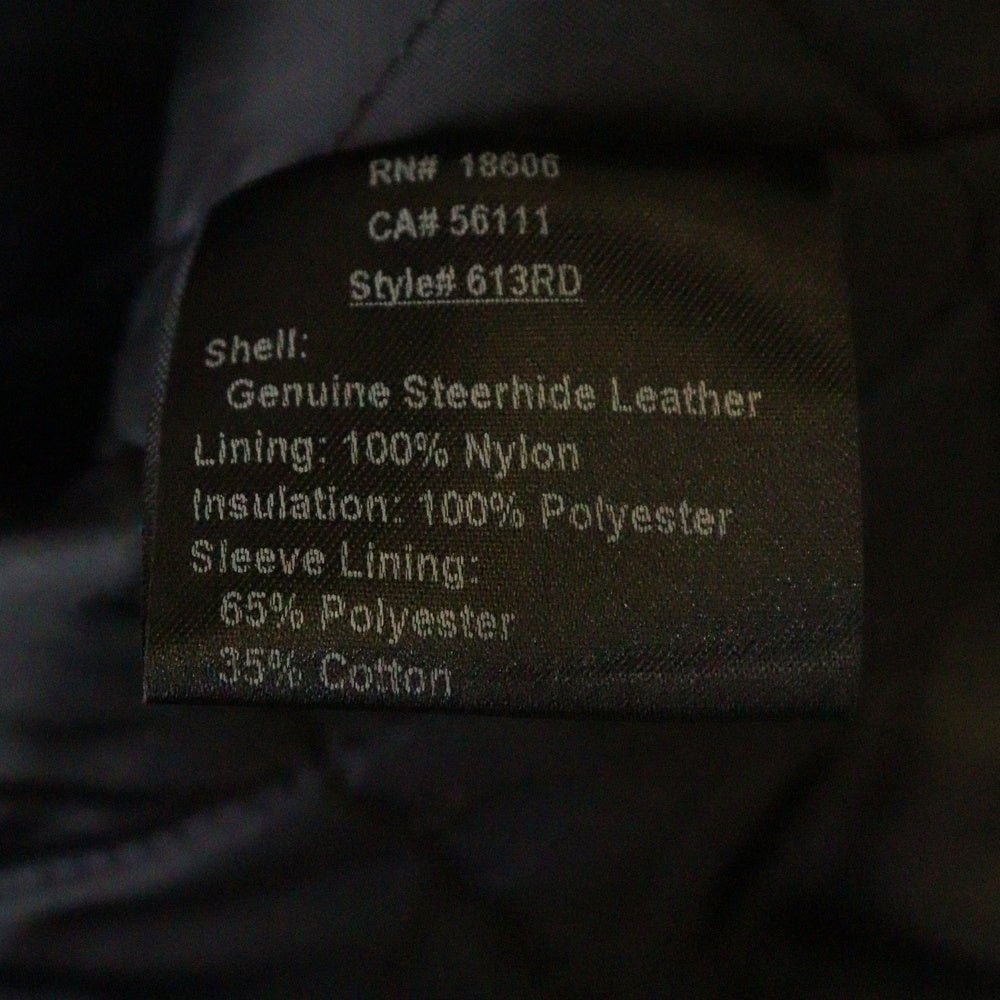 RN# 18606
CA# 56111
Style# 613RD
Shell:
Genuine Steerhide Leather
Lining: 100% Nylon
Insulation: 100% Polyester
Sleeve Lining:
65% Polyester
35% Cotton